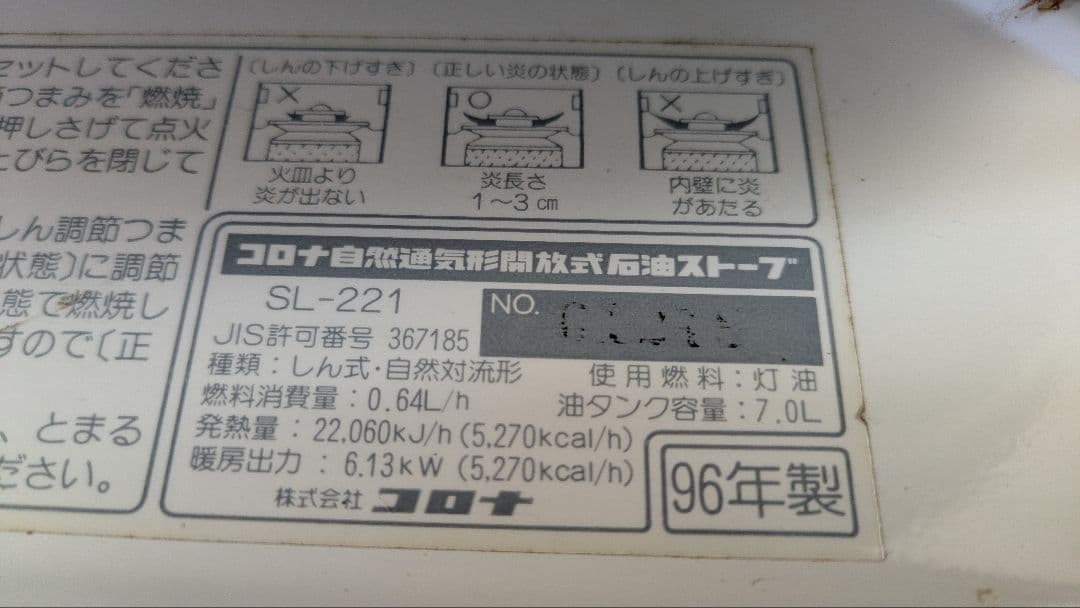 セットしてくださ
つまみを「燃焼」
押しさげて点火
とびらを閉じて
しん調節つま
状態〕に調節
態で燃焼し
すので〔正
、とまる
ださい。
(しんの下げすぎ) (正しい炎の状態) (しんの上げすぎ)
× ○ ×
火皿より
炎が出ない
炎長さ
1～3cm
内壁に炎
があたる
コロナ自然通気形開放式石油ストーブ
SL-221
NO.
JIS許可番号 367185
種類：しん式・自然対流形 使用燃料：灯油
燃料消費量：0.64L/h 油タンク容量：7.0L
発熱量：22,060kJ/h(5,270kcal/h)
暖房出力：6.13kW(5,270kcal/h)
株式会社 コロナ
96年製